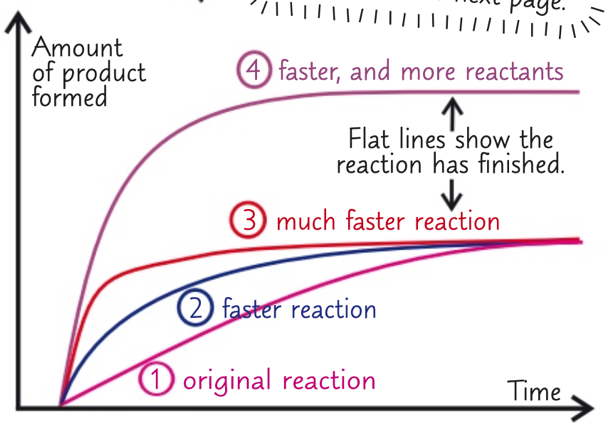 next page.
Amount
of product
formed
4 faster, and more reactants
Flat lines show the
reaction has finished.
3 much faster reaction
2 faster reaction
1 original reaction
Time